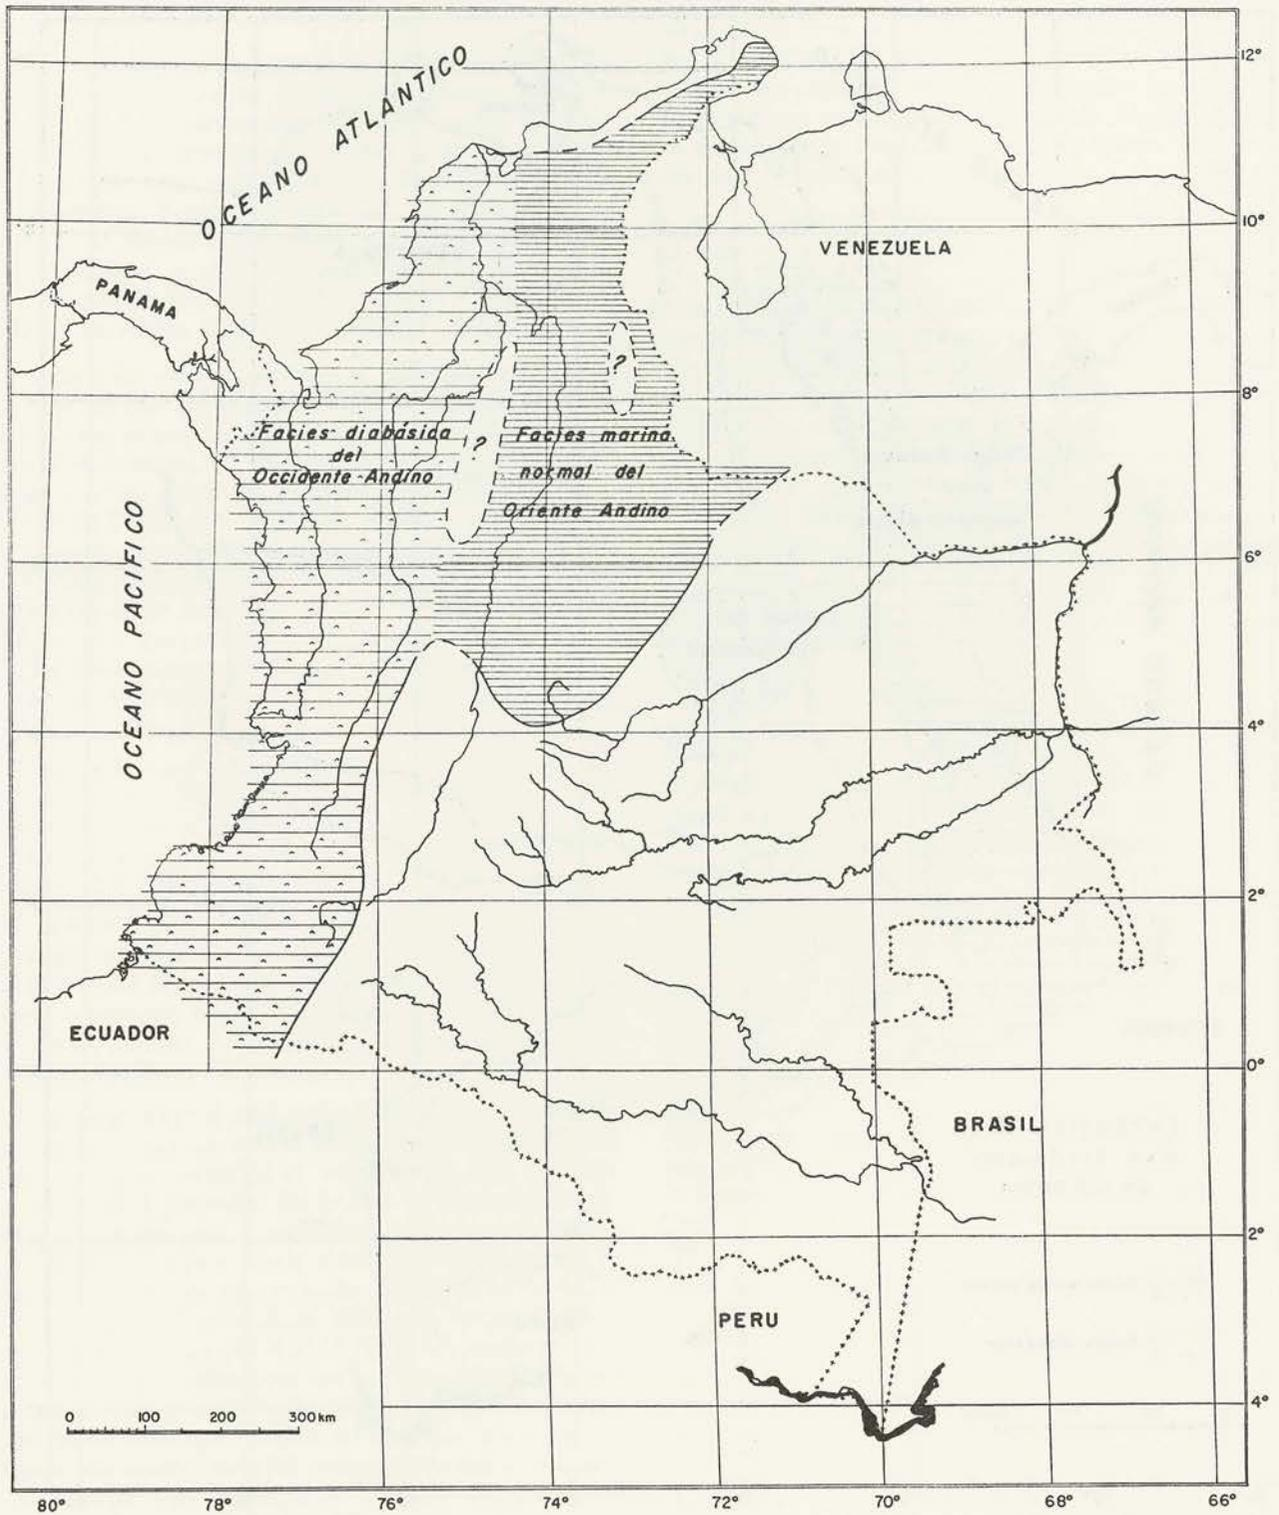 OCEANO ATLANTICO
12°
10°
VENEZUELA
PANAMA
?
8°
Facies diabásica
del
Occidente Andino
?
Facies marina
normal del
Oriente Andino
OCEANO PACIFICO
6°
4°
2°
ECUADOR
0°
BRASIL
2°
PERU
4°
0 100 200 300 km
80° 78° 76° 74° 72° 70° 68° 66°